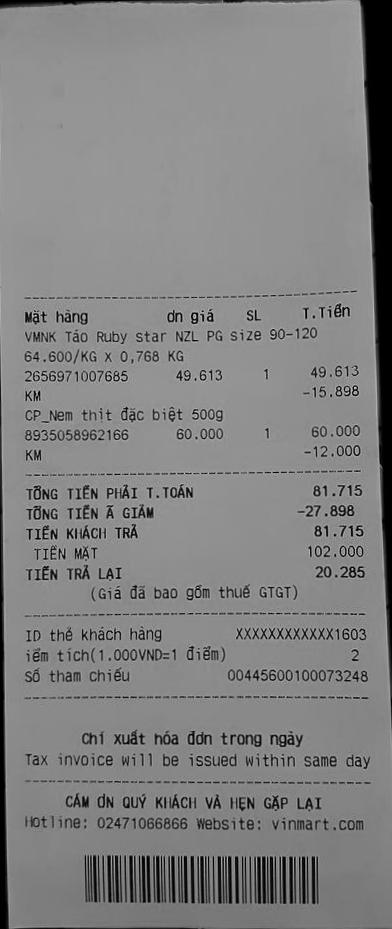 Mặt hàng ơn giá SL T.Tiền
VMNK Táo Ruby star NZL PG size 90-120
64.600/KG X 0,768 KG
2656971007685 49.613 1 49.613
KM -15.898
CP_Nem thịt đặc biệt 500g
8935058962166 60.000 1 60.000
KM -12.000
TỔNG TIỀN PHẢI T.TOÁN 81.715
TỔNG TIỀN Ã GIẢM -27.898
TIỀN KHÁCH TRẢ 81.715
TIỀN MẶT 102.000
TIỀN TRẢ LẠI 20.285
(Giá đã bao gồm thuế GTGT)
ID thẻ khách hàng XXXXXXXXXXXX1603
iểm tích(1.000VND=1 điểm) 2
Số tham chiếu 00445600100073248
Chỉ xuất hóa đơn trong ngày
Tax invoice will be issued within same day
CẢM ƠN QUÝ KHÁCH VÀ HẸN GẶP LẠI
Hotline: 02471066866 Website: vinmart.com